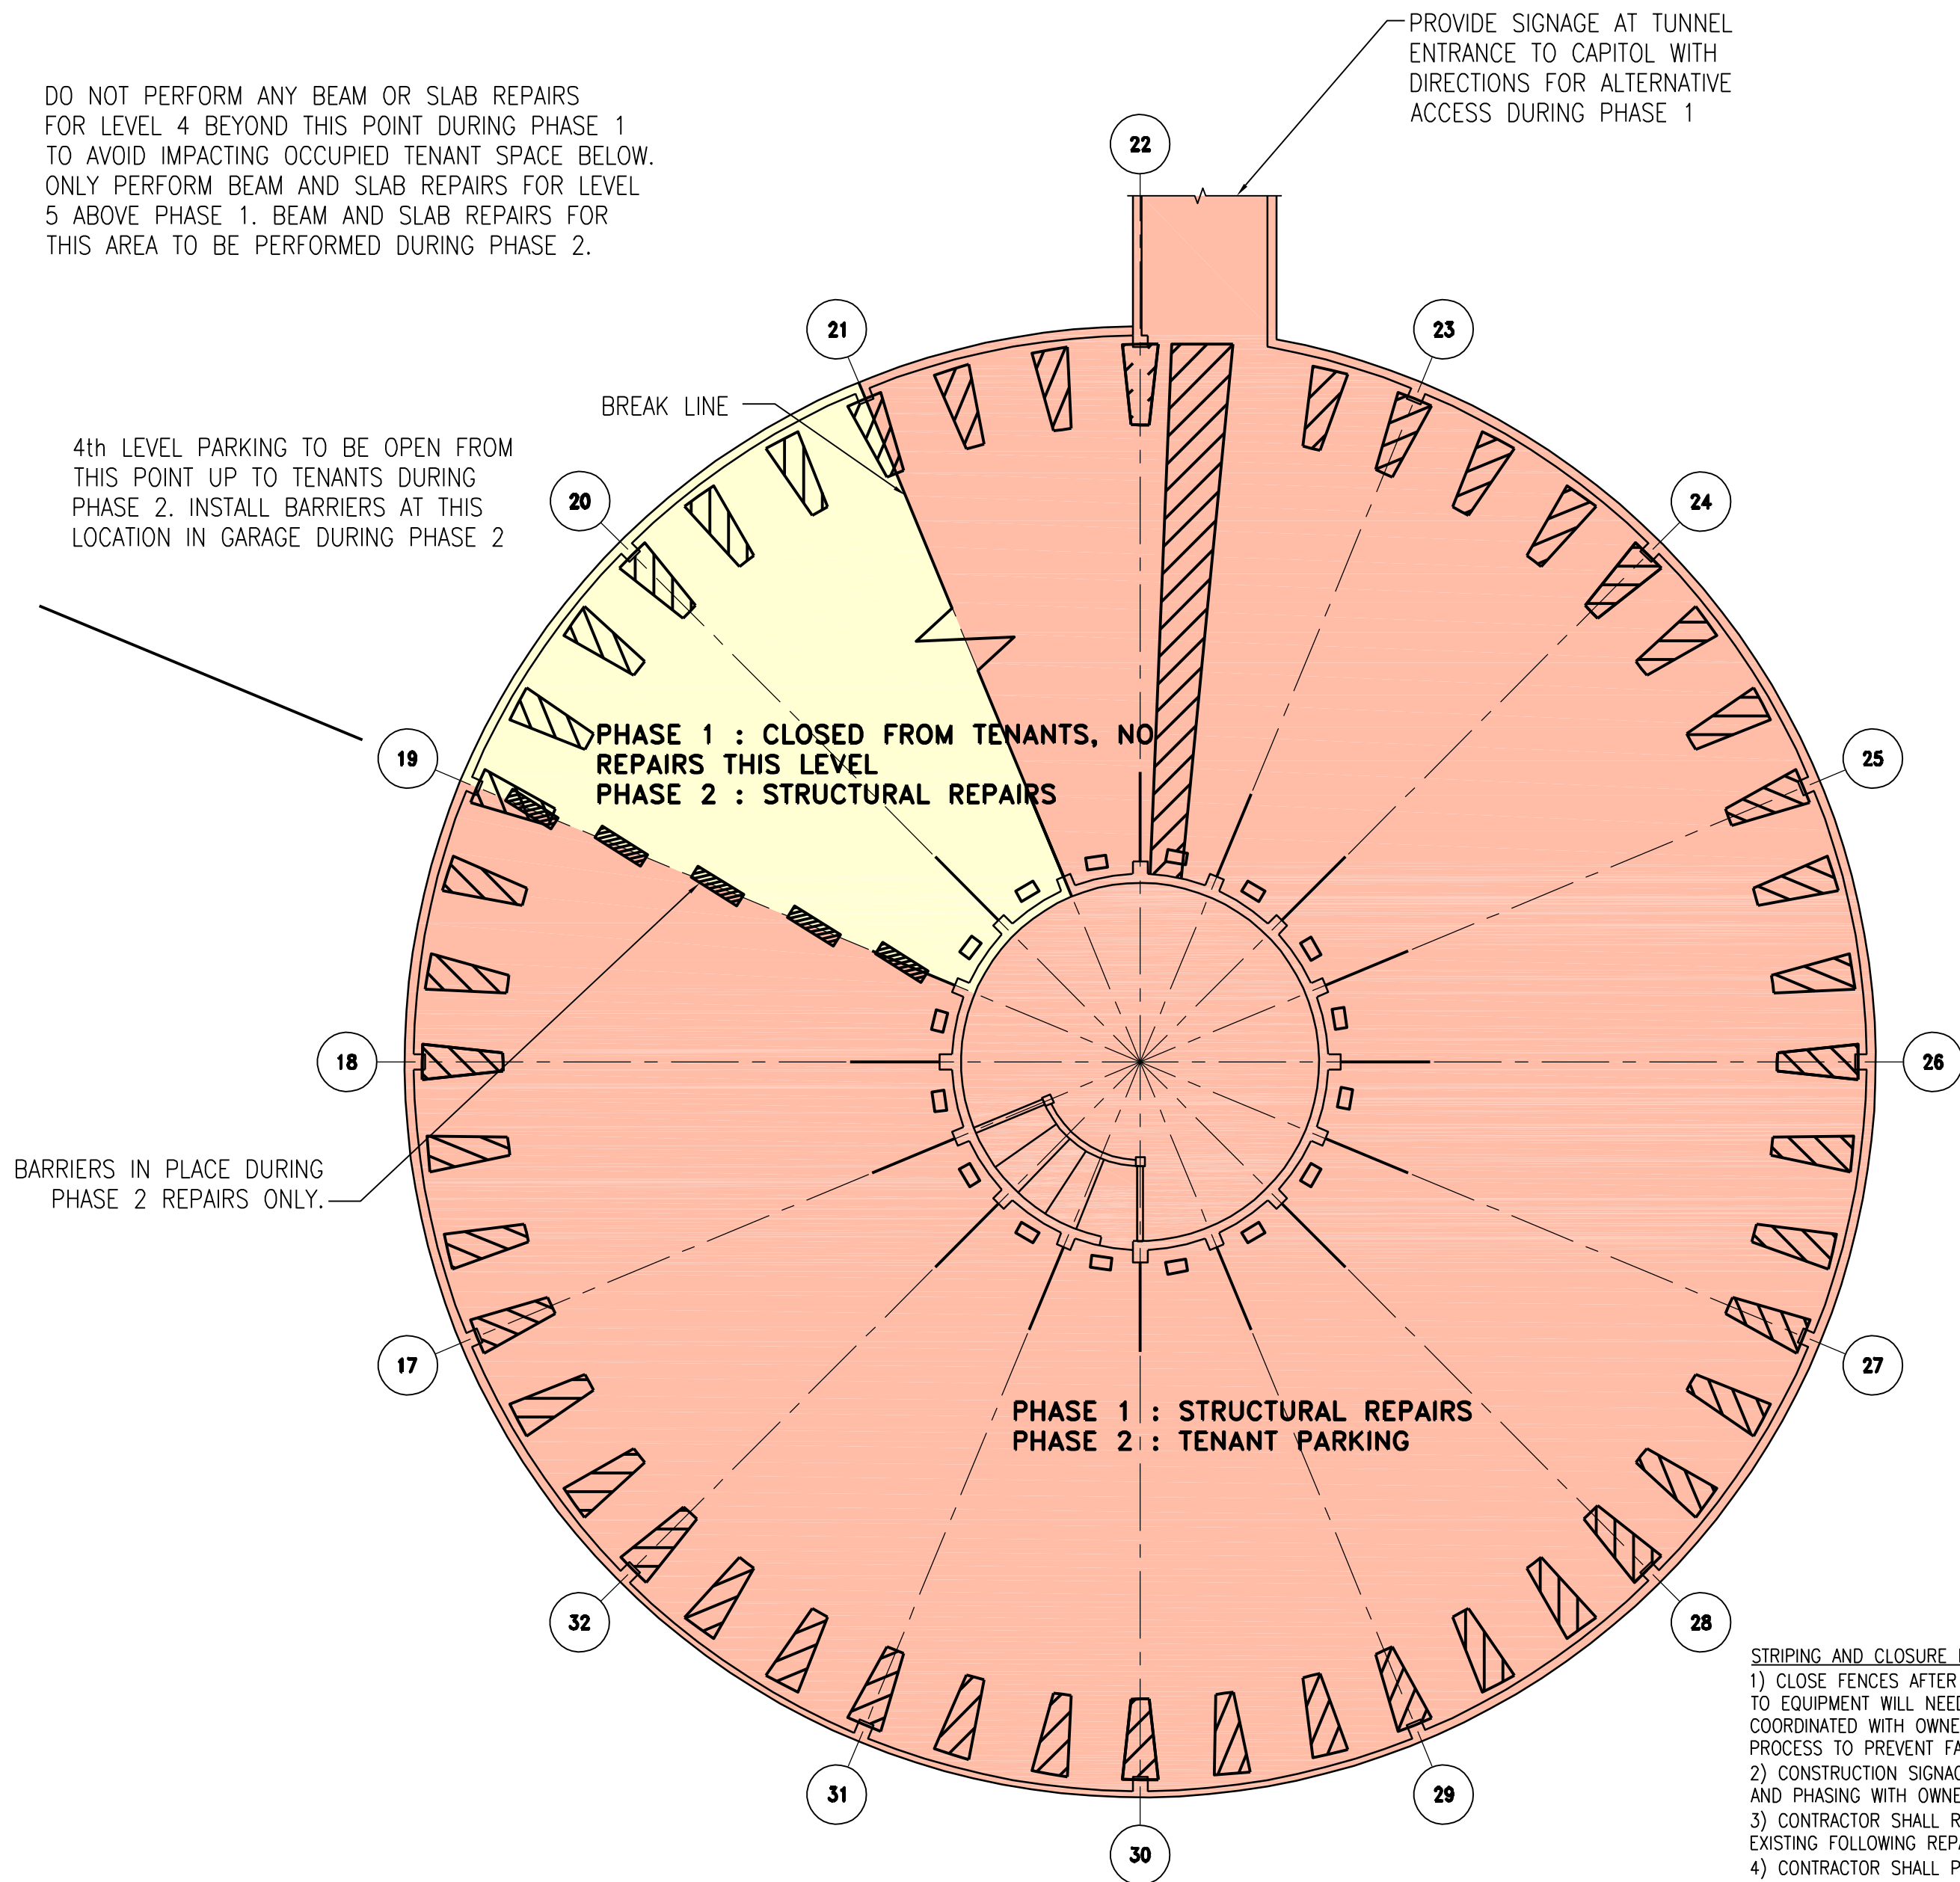 PROVIDE SIGNAGE AT TUNNEL
ENTRANCE TO CAPITOL WITH
DIRECTIONS FOR ALTERNATIVE
ACCESS DURING PHASE 1
DO NOT PERFORM ANY BEAM OR SLAB REPAIRS
FOR LEVEL 4 BEYOND THIS POINT DURING PHASE 1
TO AVOID IMPACTING OCCUPIED TENANT SPACE BELOW.
ONLY PERFORM BEAM AND SLAB REPAIRS FOR LEVEL
5 ABOVE PHASE 1. BEAM AND SLAB REPAIRS FOR
THIS AREA TO BE PERFORMED DURING PHASE 2.
22
21
23
BREAK LINE
4th LEVEL PARKING TO BE OPEN FROM
THIS POINT UP TO TENANTS DURING
PHASE 2. INSTALL BARRIERS AT THIS
LOCATION IN GARAGE DURING PHASE 2
20
24
PHASE 1 : CLOSED FROM TENANTS, NO
REPAIRS THIS LEVEL
PHASE 2 : STRUCTURAL REPAIRS
19
25
18
26
BARRIERS IN PLACE DURING
PHASE 2 REPAIRS ONLY.
17
27
PHASE 1 : STRUCTURAL REPAIRS
PHASE 2 : TENANT PARKING
32
28
31
29
30
STRIPING AND CLOSURE
1) CLOSE FENCES AFTER
TO EQUIPMENT WILL NEED
COORDINATED WITH
PROCESS TO PREVENT
2) CONSTRUCTION
AND PHASING WITH
3) CONTRACTOR SHALL
EXISTING FOLLOWING
4) CONTRACTOR SHALL